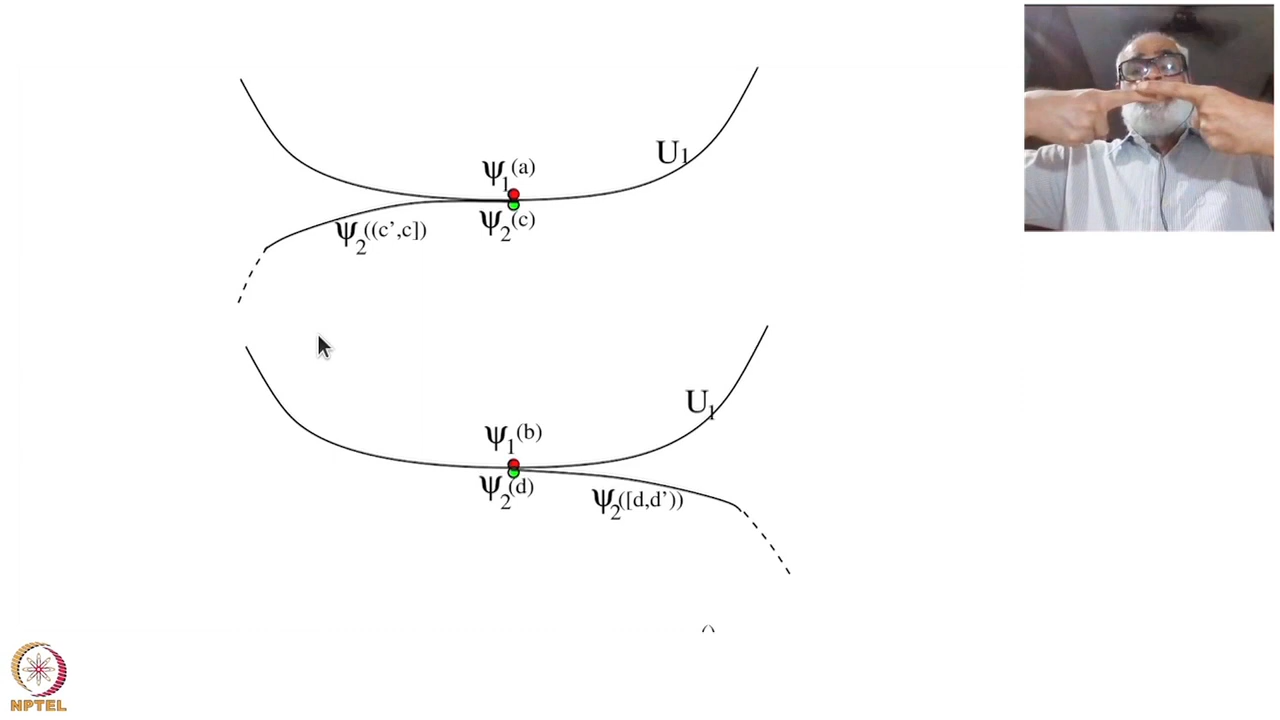 U₁
ψ₁(a)
ψ₂(c)
ψ₂((c’,c])
U₁
ψ₁(b)
ψ₂(d)
ψ₂([d,d’))
()
NPTEL